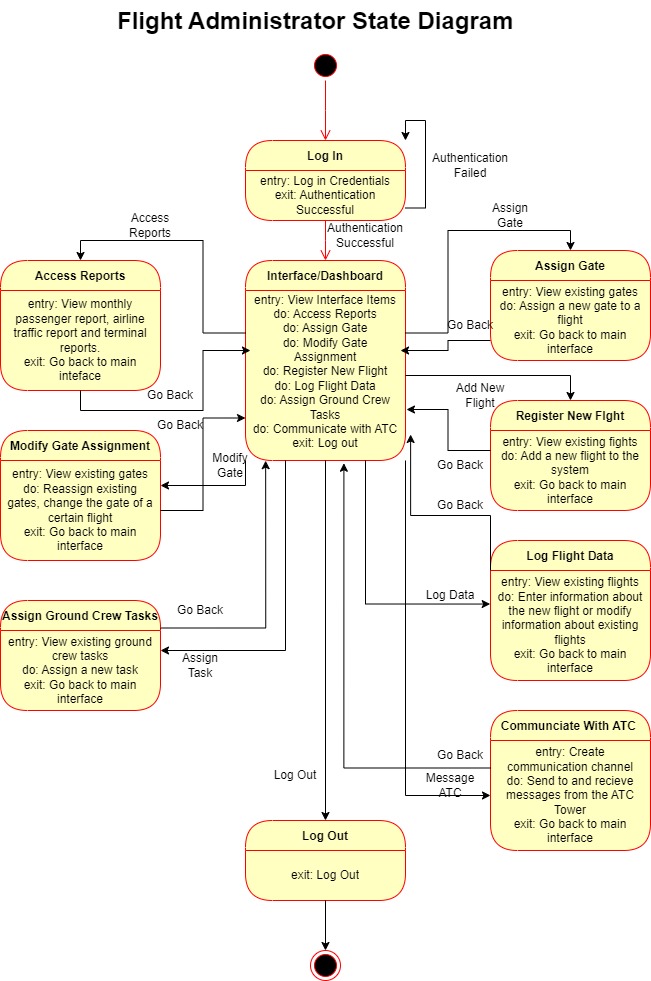 Flight Administrator State Diagram
Log In
entry: Log in Credentials
exit: Authentication
Successful
Authentication
Failed
Authentication
Successful
Access
Reports
Assign
Gate
Access Reports
entry: View monthly
passenger report, airline
traffic report and terminal
reports.
exit: Go back to main
inteface
Interface/Dashboard
entry: View Interface Items
do: Access Reports
do: Assign Gate
do: Modify Gate
Assignment
do: Register New Flight
do: Log Flight Data
do: Assign Ground Crew
Tasks
do: Communicate with ATC
exit: Log out
Assign Gate
entry: View existing gates
do: Assign a new gate to a
flight
exit: Go back to main
interface
Go Back
Go Back
Add New
Flight
Go Back
Register New Flght
entry: View existing fights
do: Add a new flight to the
system
exit: Go back to main
interface
Go Back
Modify Gate Assignment
entry: View existing gates
do: Reassign existing
gates, change the gate of a
certain flight
exit: Go back to main
interface
Modify
Gate
Go Back
Log Flight Data
entry: View existing flights
do: Enter information about
the new flight or modify
information about existing
flights
exit: Go back to main
interface
Log Data
Assign Ground Crew Tasks
entry: View existing ground
crew tasks
do: Assign a new task
exit: Go back to main
interface
Go Back
Assign
Task
Communciate With ATC
entry: Create
communication channel
do: Send to and recieve
messages from the ATC
Tower
exit: Go back to main
interface
Go Back
Message
ATC
Log Out
Log Out
exit: Log Out